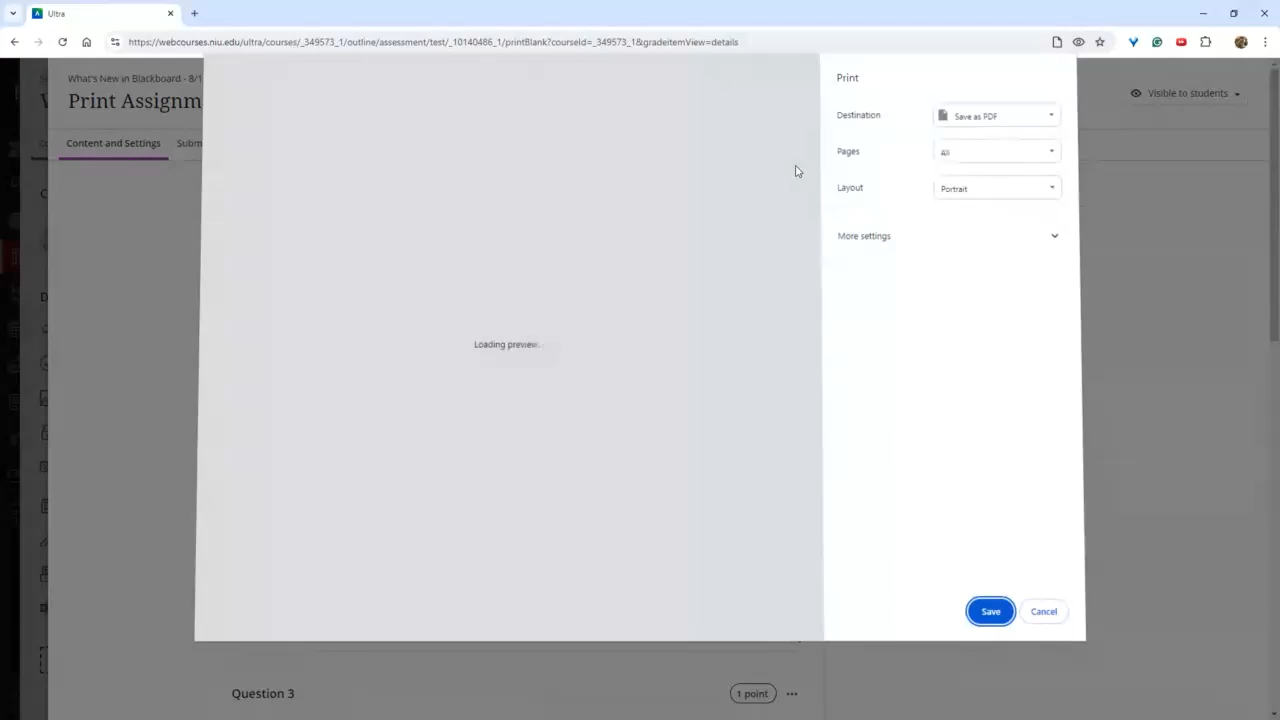 Ultra
https://webcourses.niu.edu/ultra/courses/_349573_1/outline/assessment/test/_10140486_1/printBlank?courseId=_349573_1&gradeitemView=details
What's New in Blackboard - 8/1
Print Assignm
Visible to students
Content and Settings
Subm
Print
Destination
Save as PDF
Pages
All
Layout
Portrait
More settings
Loading preview...
Save
Cancel
Question 3
1 point